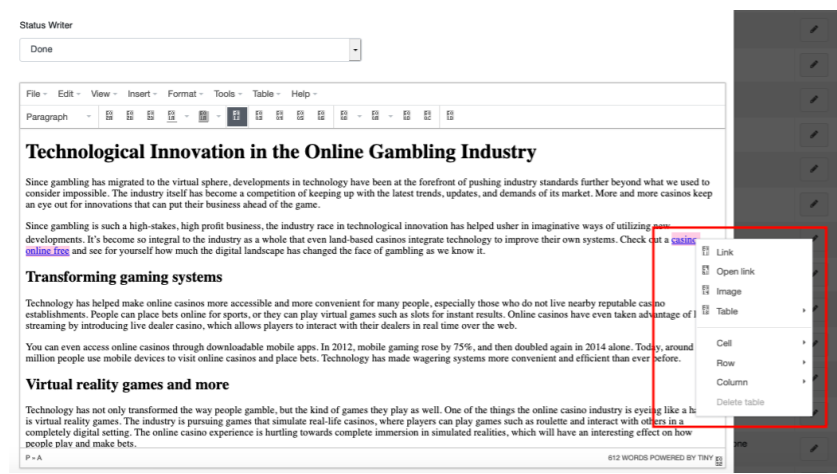 Status Writer
Done
File Edit View Insert Format Tools Table Help
Paragraph
Technological Innovation in the Online Gambling Industry
Since gambling has migrated to the virtual sphere, developments in technology have been at the forefront of pushing industry standards further beyond what we used to
consider impossible. The industry itself has become a competition of keeping up with the latest trends, updates, and demands of its market. More and more casinos keep
an eye out for innovations that can put their business ahead of the game.
Since gambling is such a high-stakes, high profit business, the industry race in technological innovation has helped usher in imaginative ways of utilizing new
developments. It's become so integral to the industry as a whole that even land-based casinos integrate technology to improve their own systems. Check out a casino
online free and see for yourself how much the digital landscape has changed the face of gambling as we know it.
Link
Open link
Image
Table
Cell
Row
Column
Delete table
Transforming gaming systems
Technology has helped make online casinos more accessible and more convenient for many people, especially those who do not live nearby reputable casino
establishments. People can place bets online for sports, or they can play virtual games such as slots for instant results. Online casinos have even taken advantage of
streaming by introducing live dealer casino, which allows players to interact with their dealers in real time over the web.
You can even access online casinos through downloadable mobile apps. In 2012, mobile gaming rose by 75%, and then doubled again in 2014 alone. Today, around
million people use mobile devices to visit online casinos and place bets. Technology has made wagering systems more convenient and efficient than ever before.
Virtual reality games and more
Technology has not only transformed the way people gamble, but the kind of games they play as well. One of the things the online casino industry is eyeing like a
is virtual reality games. The industry is pursuing games that simulate real-life casinos, where players can play games such as roulette and interact with others in a
completely digital setting. The online casino experience is hurtling towards complete immersion in simulated realities, which will have an interesting effect on how
people play and make bets.
P » A
612 WORDS POWERED BY TINY